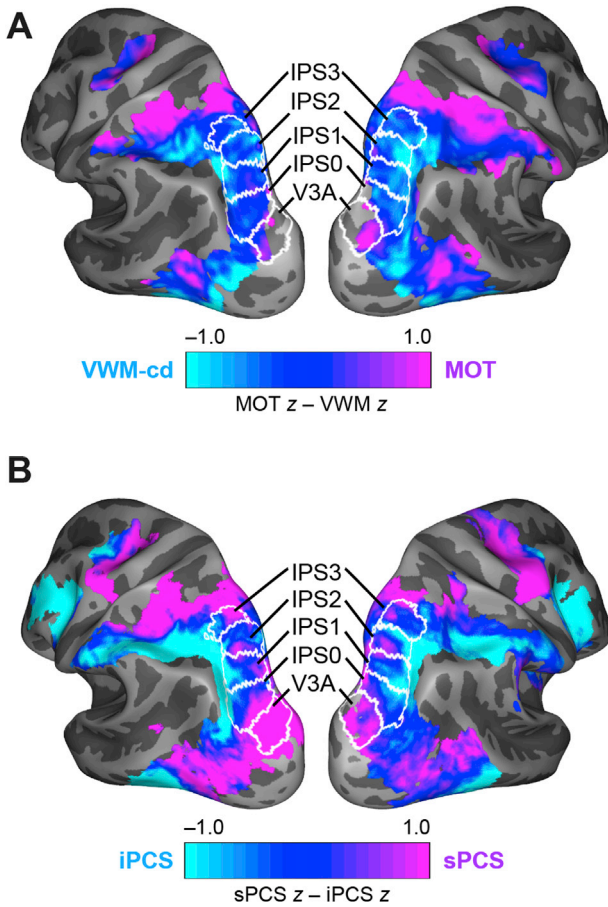 A
IPS3
IPS2
IPS1
IPS0
V3A
–1.0 1.0
VWM-cd MOT
MOT z – VWM z
B
IPS3
IPS2
IPS1
IPS0
V3A
–1.0 1.0
iPCS sPCS
sPCS z – iPCS z